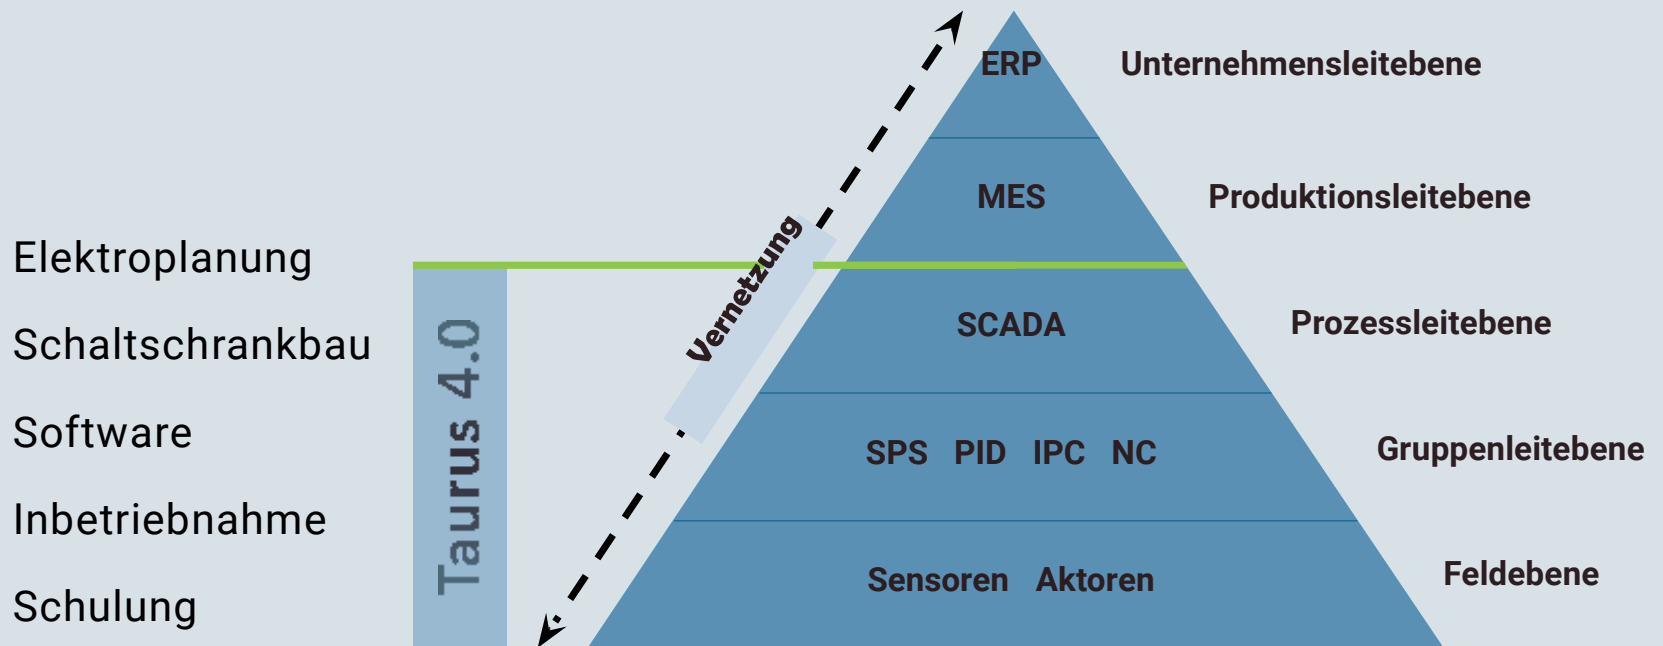 Elektroplanung
Schaltschrankbau
Software
Inbetriebnahme
Schulung
Taurus 4.0
Vernetzung
ERP Unternehmensleitebene
MES Produktionsleitebene
SCADA Prozessleitebene
SPS PID IPC NC Gruppenleitebene
Sensoren Aktoren Feldebene